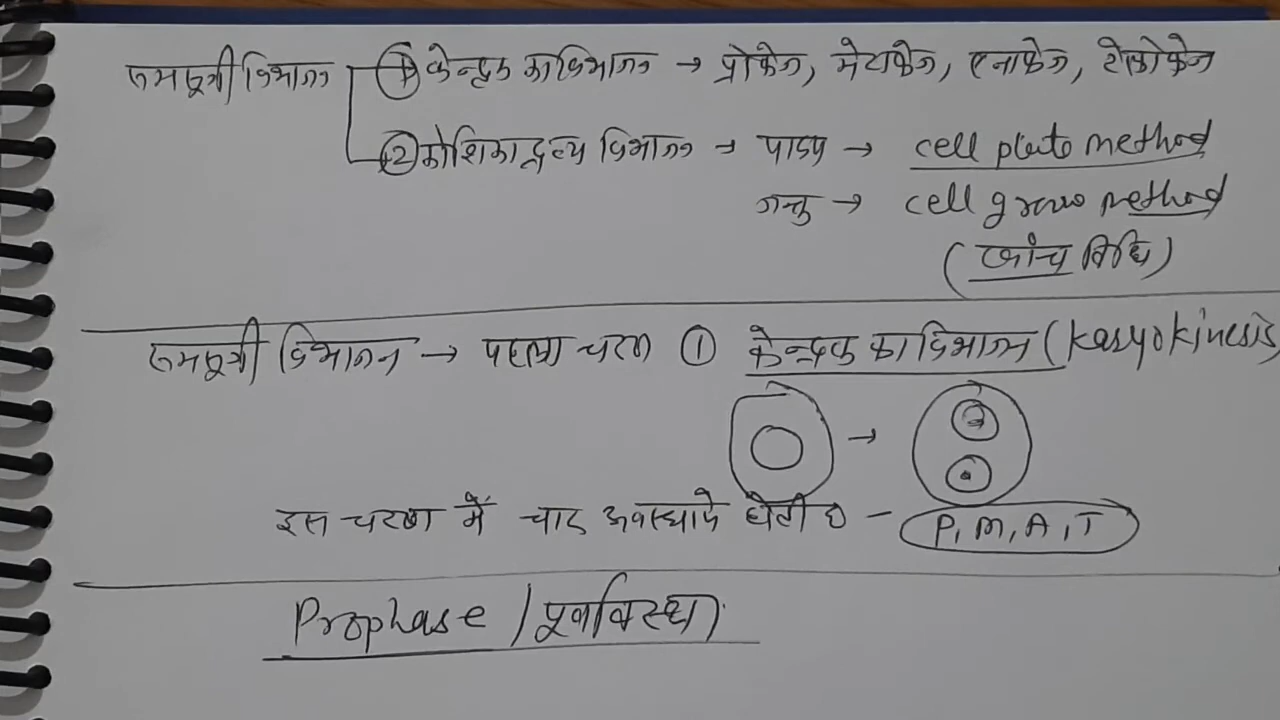 समसूत्री विभाजन ① केन्द्रक का विभाजन → प्रोफेज, मेटाफेज, एनाफेज, टेलोफेज
② कोशिकाद्रव्य विभाजन → पादप → cell plate method
जन्तु → cell groove method
(खांच विधि)
समसूत्री विभाजन → पहला चरण ① केन्द्रक का विभाजन (Karyokinesis
इस चरण में चार अवस्थाये होती है - P, M, A, T
Prophase / पूर्वावस्था